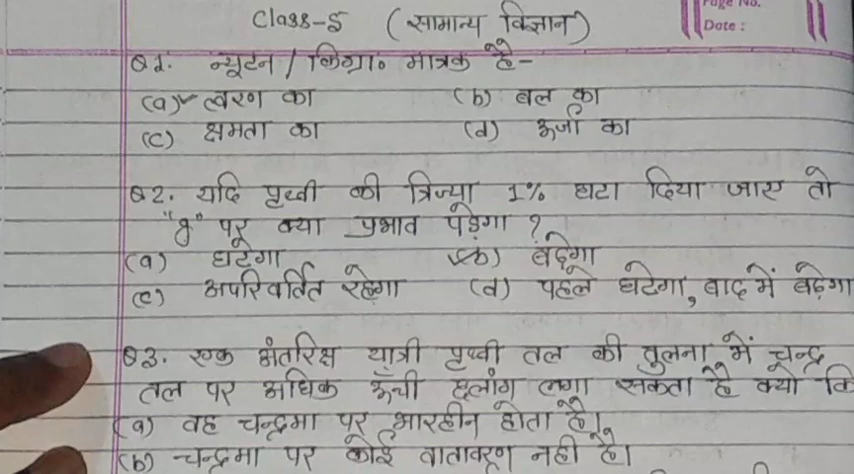 Page No.
Date :
Class-5 (सामान्य विज्ञान)
Q1. न्यूटन / किग्रा० मात्रक है-
(a)✓ त्वरण का (b) बल का
(c) क्षमता का (d) ऊर्जा का
Q2. यदि पृथ्वी की त्रिज्या 1% घटा दिया जाए तो
"g" पर क्या प्रभाव पड़ेगा ?
(a) घटेगा (b) बढ़ेगा
(c) अपरिवर्तित रहेगा (d) पहले घटेगा, बाद में बढ़ेगा
Q3. एक अंतरिक्ष यात्री पृथ्वी तल की तुलना में चन्द्र
तल पर अधिक ऊँची छलांग लगा सकता है क्यो कि
(a) वह चन्द्रमा पर भारहीन होता है।
(b) चन्द्रमा पर कोई वातावरण नही है।